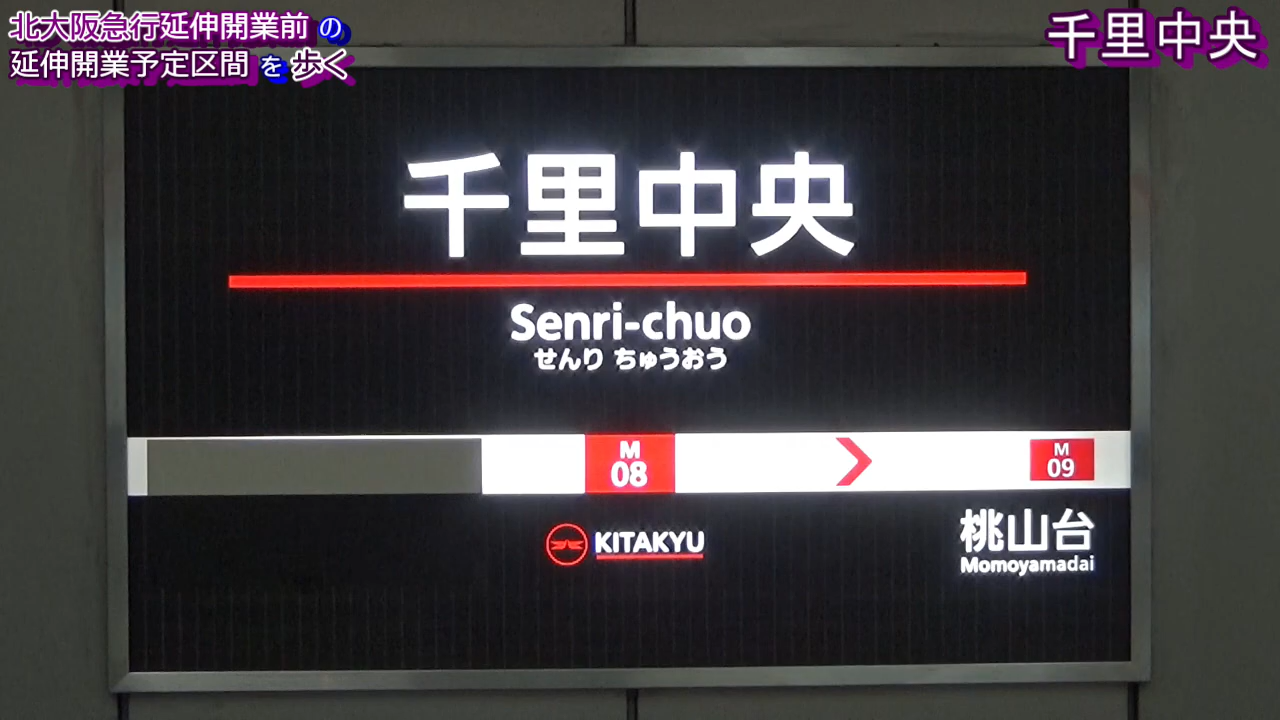 北大阪急行延伸開業前の
延伸開業予定区間を歩く
千里中央
千里中央
Senri-chuo
せんり ちゅうおう
M
08
M
09
KITAKYU
桃山台
Momoyamadai